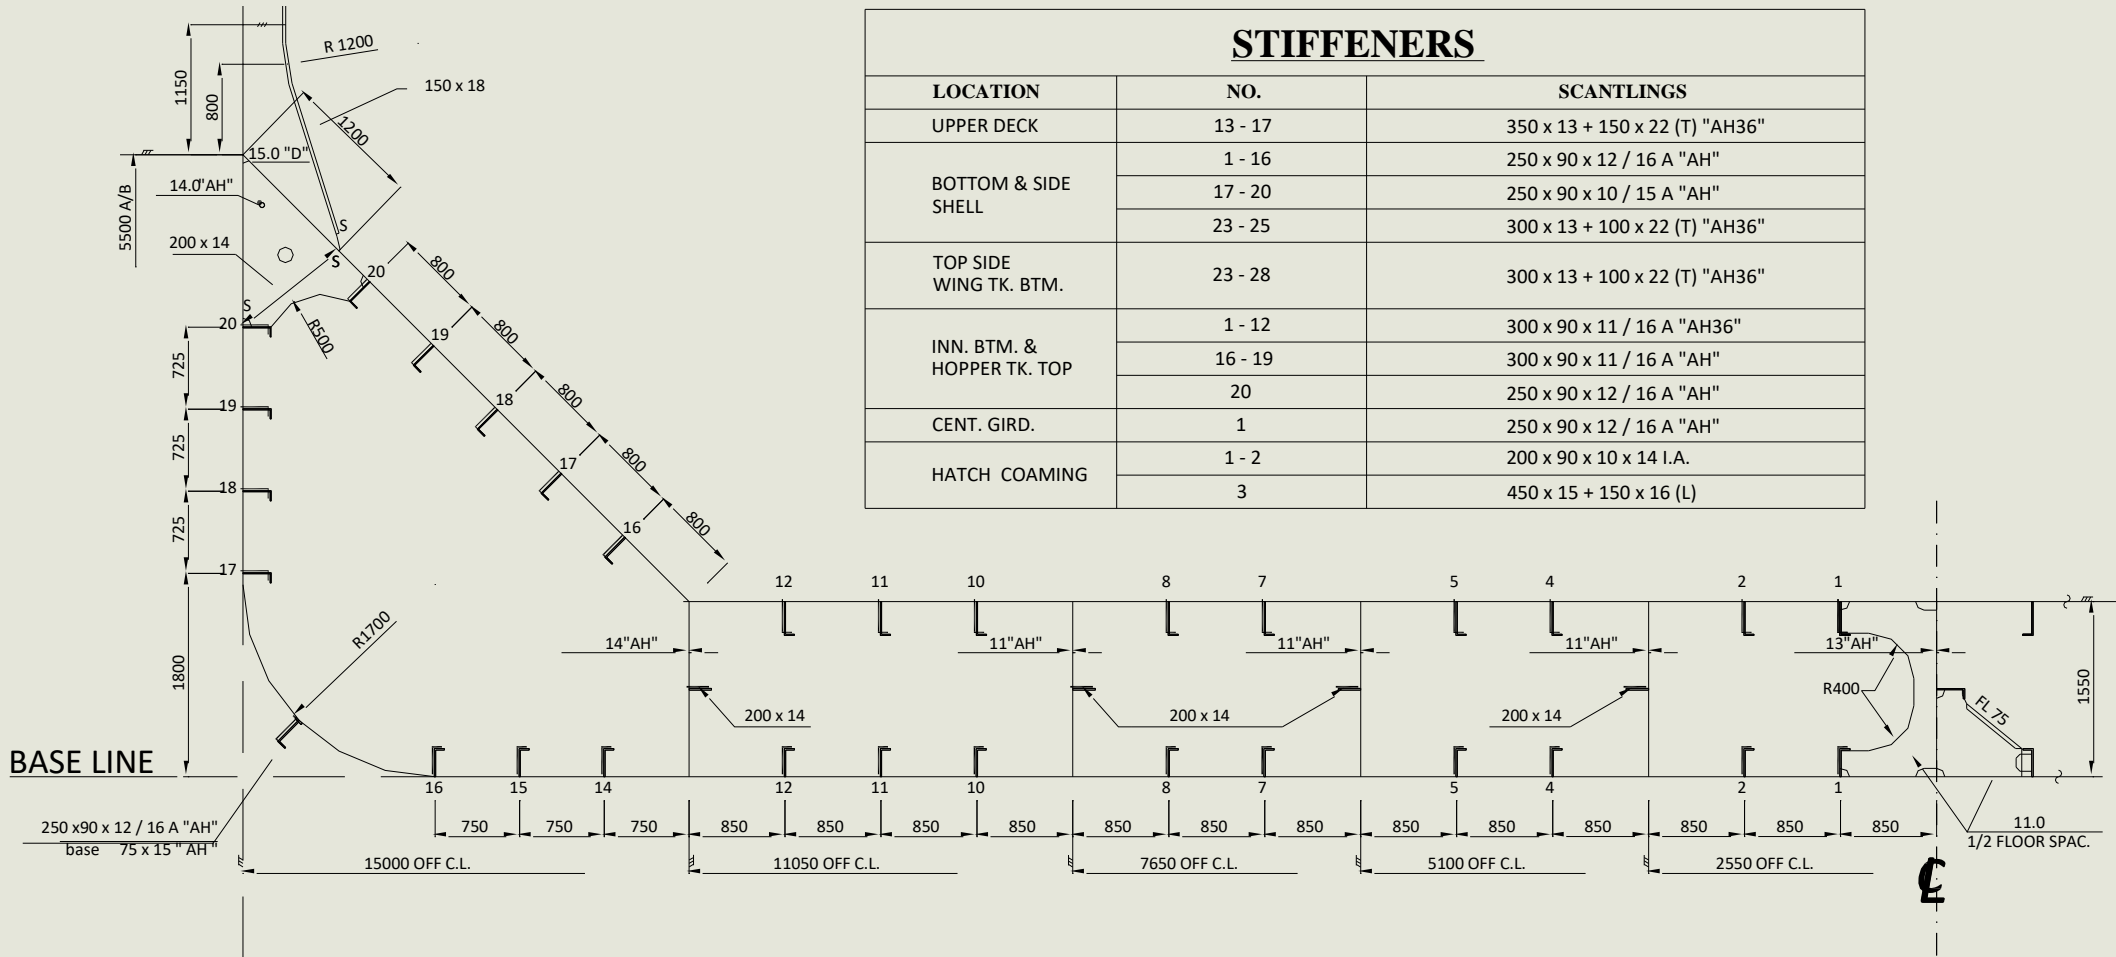 STIFFENERS
LOCATION NO. SCANTLINGS
UPPER DECK 13 - 17 350 x 13 + 150 x 22 (T) "AH36"
BOTTOM & SIDE
SHELL
1 - 16 250 x 90 x 12 / 16 A "AH"
17 - 20 250 x 90 x 10 / 15 A "AH"
23 - 25 300 x 13 + 100 x 22 (T) "AH36"
TOP SIDE
WING TK. BTM.
23 - 28 300 x 13 + 100 x 22 (T) "AH36"
INN. BTM. &
HOPPER TK. TOP
1 - 12 300 x 90 x 11 / 16 A "AH36"
16 - 19 300 x 90 x 11 / 16 A "AH"
20 250 x 90 x 12 / 16 A "AH"
CENT. GIRD. 1 250 x 90 x 12 / 16 A "AH"
HATCH COAMING
1 - 2 200 x 90 x 10 x 14 I.A.
3 450 x 15 + 150 x 16 (L)
R 1200
1150
800
150 x 18
1200
15.0 "D"
14.0"AH"
5500 A/B
200 x 14
S
S
S
R500
20
800
19
800
18
800
17
800
16
800
20
725
19
725
18
725
17
1800
R1700
12 11 10 8 7 5 4 2 1
14"AH" 11"AH" 11"AH" 11"AH" 13"AH"
R400
1550
200 x 14 200 x 14 200 x 14
FL 75
BASE LINE
16 15 14 12 11 10 8 7 5 4 2 1
750 750 750 850 850 850 850 850 850 850 850 850 850 850 850 850
250 x90 x 12 / 16 A "AH"
base 75 x 15 " AH "
11.0
1/2 FLOOR SPAC.
15000 OFF C.L. 11050 OFF C.L. 7650 OFF C.L. 5100 OFF C.L. 2550 OFF C.L.
℄